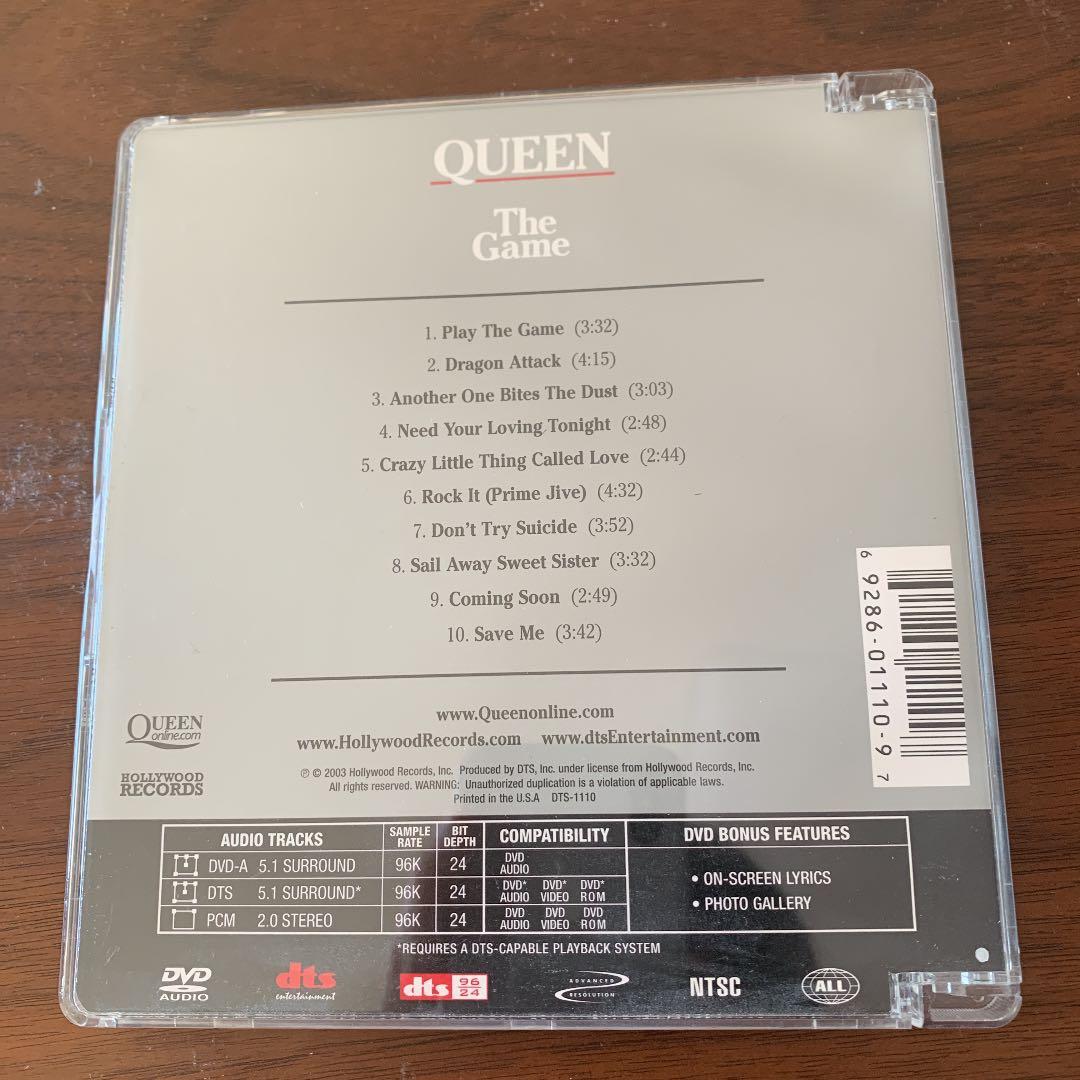 QUEEN
The
Game
1. Play The Game (3:32)
2. Dragon Attack (4:15)
3. Another One Bites The Dust (3:03)
4. Need Your Loving Tonight (2:48)
5. Crazy Little Thing Called Love (2:44)
6. Rock It (Prime Jive) (4:32)
7. Don't Try Suicide (3:52)
8. Sail Away Sweet Sister (3:32)
9. Coming Soon (2:49)
10. Save Me (3:42)
6 9286-01110-9 7
QUEEN
online.com
www.Queenonline.com
www.HollywoodRecords.com www.dtsEntertainment.com
HOLLYWOOD
RECORDS
℗ © 2003 Hollywood Records, Inc. Produced by DTS, Inc. under license from Hollywood Records, Inc.
All rights reserved. WARNING: Unauthorized duplication is a violation of applicable laws.
Printed in the U.S.A DTS-1110
AUDIO TRACKS SAMPLE RATE BIT DEPTH COMPATIBILITY DVD BONUS FEATURES
DVD-A 5.1 SURROUND 96K 24 DVD AUDIO
DTS 5.1 SURROUND* 96K 24 DVD* AUDIO DVD* VIDEO DVD* ROM
PCM 2.0 STEREO 96K 24 DVD AUDIO DVD VIDEO DVD ROM
• ON-SCREEN LYRICS
• PHOTO GALLERY
*REQUIRES A DTS-CAPABLE PLAYBACK SYSTEM
DVD AUDIO
dts entertainment
dts 96 24
ADVANCED RESOLUTION
NTSC
ALL